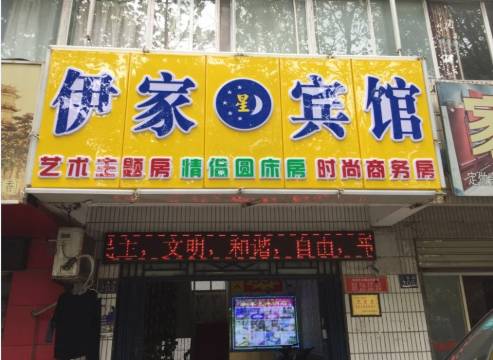 伊家星宾馆
艺术主题房 情侣圆床房 时尚商务房
民主，文明，和谐，自由，平